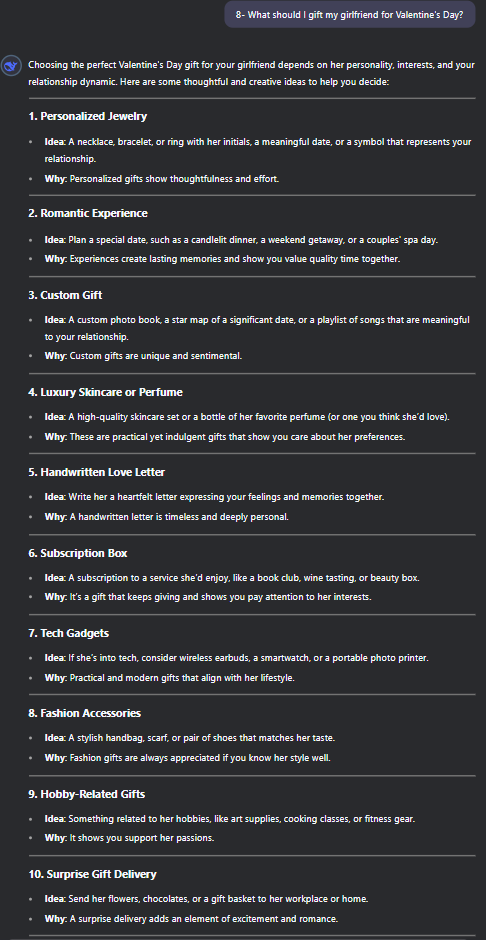 8- What should I gift my girlfriend for Valentine's Day?
Choosing the perfect Valentine's Day gift for your girlfriend depends on her personality, interests, and your
relationship dynamic. Here are some thoughtful and creative ideas to help you decide:
1. Personalized Jewelry
• Idea: A necklace, bracelet, or ring with her initials, a meaningful date, or a symbol that represents your
relationship.
• Why: Personalized gifts show thoughtfulness and effort.
2. Romantic Experience
• Idea: Plan a special date, such as a candlelit dinner, a weekend getaway, or a couples' spa day.
• Why: Experiences create lasting memories and show you value quality time together.
3. Custom Gift
• Idea: A custom photo book, a star map of a significant date, or a playlist of songs that are meaningful
to your relationship.
• Why: Custom gifts are unique and sentimental.
4. Luxury Skincare or Perfume
• Idea: A high-quality skincare set or a bottle of her favorite perfume (or one you think she'd love).
• Why: These are practical yet indulgent gifts that show you care about her preferences.
5. Handwritten Love Letter
• Idea: Write her a heartfelt letter expressing your feelings and memories together.
• Why: A handwritten letter is timeless and deeply personal.
6. Subscription Box
• Idea: A subscription to a service she'd enjoy, like a book club, wine tasting, or beauty box.
• Why: It's a gift that keeps giving and shows you pay attention to her interests.
7. Tech Gadgets
• Idea: If she's into tech, consider wireless earbuds, a smartwatch, or a portable photo printer.
• Why: Practical and modern gifts that align with her lifestyle.
8. Fashion Accessories
• Idea: A stylish handbag, scarf, or pair of shoes that matches her taste.
• Why: Fashion gifts are always appreciated if you know her style well.
9. Hobby-Related Gifts
• Idea: Something related to her hobbies, like art supplies, cooking classes, or fitness gear.
• Why: It shows you support her passions.
10. Surprise Gift Delivery
• Idea: Send her flowers, chocolates, or a gift basket to her workplace or home.
• Why: A surprise delivery adds an element of excitement and romance.